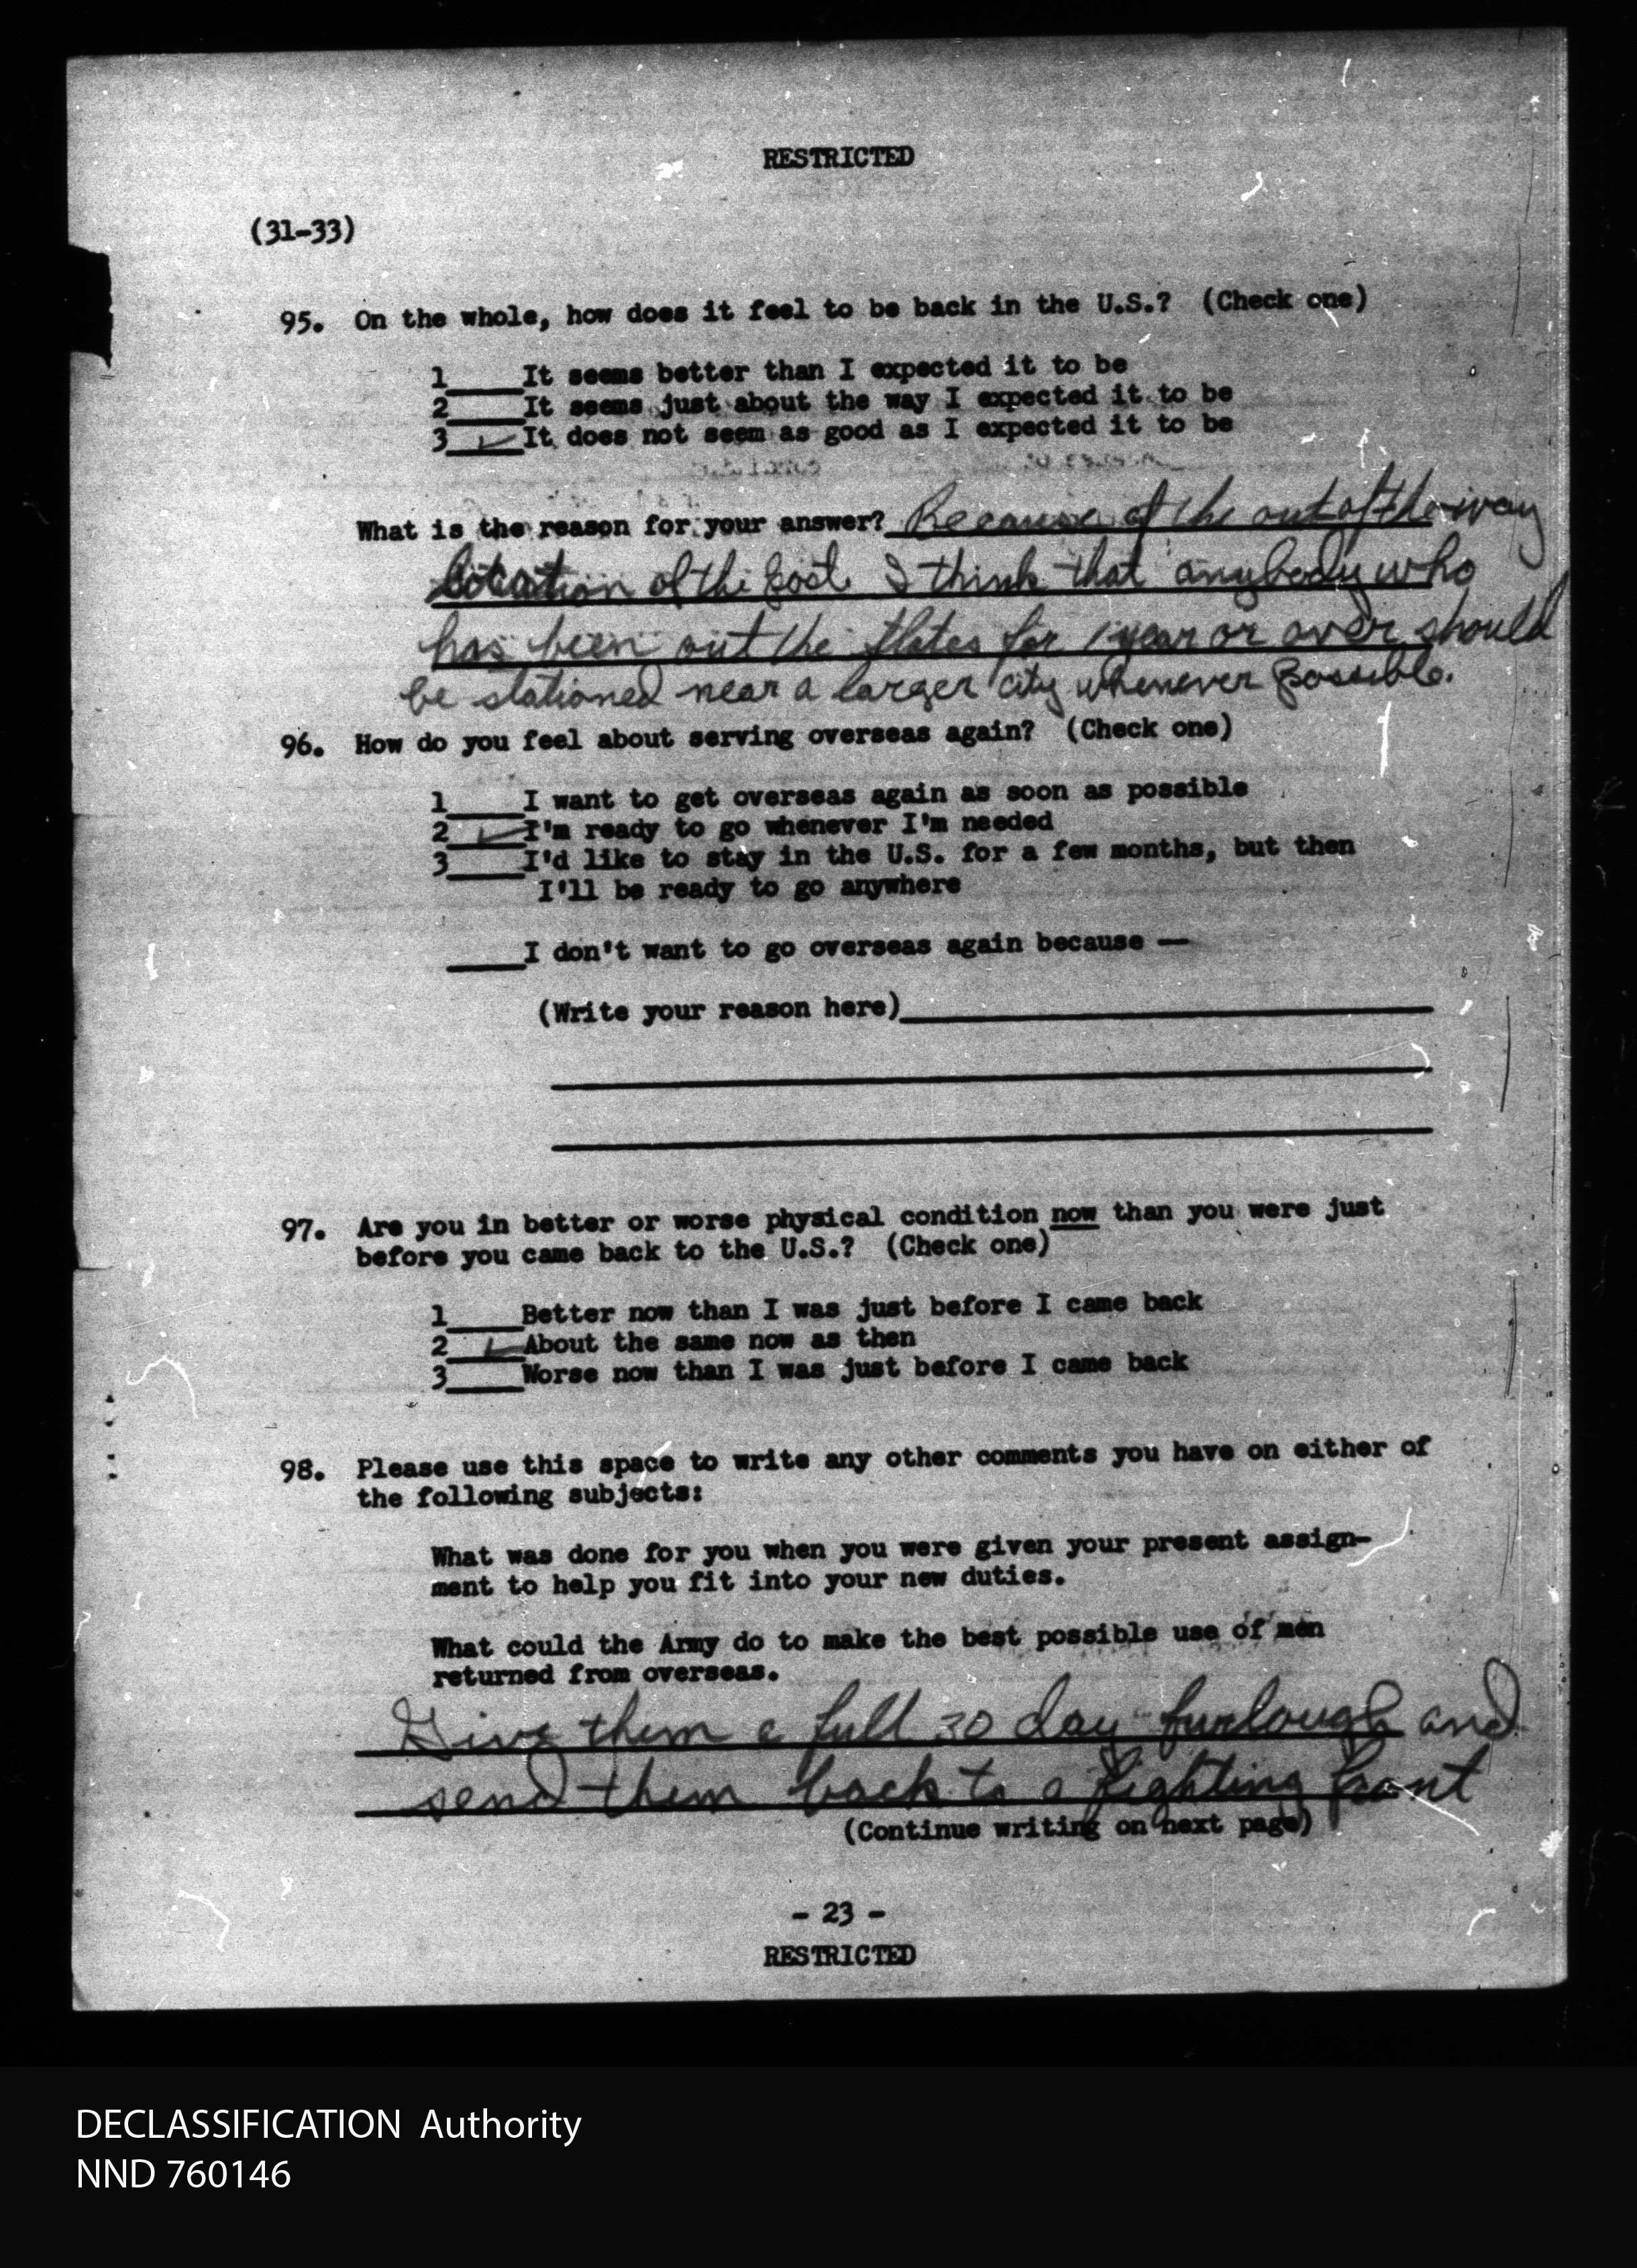 RESTRICTED
(31-33)
95. On the whole, how does it feel to be back in the U.S.? (Check one)
1____It seems better than I expected it to be
2____It seems just about the way I expected it to be
3_✓_It does not seem as good as I expected it to be
What is the reason for your answer? Because of the out of the way
location of the post. I think that anybody who
has been out the states for 1 year or over should
be stationed near a larger city whenever possible.
96. How do you feel about serving overseas again? (Check one)
1____I want to get overseas again as soon as possible
2_✓_I'm ready to go whenever I'm needed
3____I'd like to stay in the U.S. for a few months, but then
I'll be ready to go anywhere
____I don't want to go overseas again because —
(Write your reason here)____
97. Are you in better or worse physical condition now than you were just
before you came back to the U.S.? (Check one)
1____Better now than I was just before I came back
2_✓_About the same now as then
3____Worse now than I was just before I came back
98. Please use this space to write any other comments you have on either of
the following subjects:
What was done for you when you were given your present assign-
ment to help you fit into your new duties.
What could the Army do to make the best possible use of men
returned from overseas.
Give them a full 30 day furlough and
send them back to a fighting front
(Continue writing on next page)
- 23 -
RESTRICTED
DECLASSIFICATION Authority
NND 760146